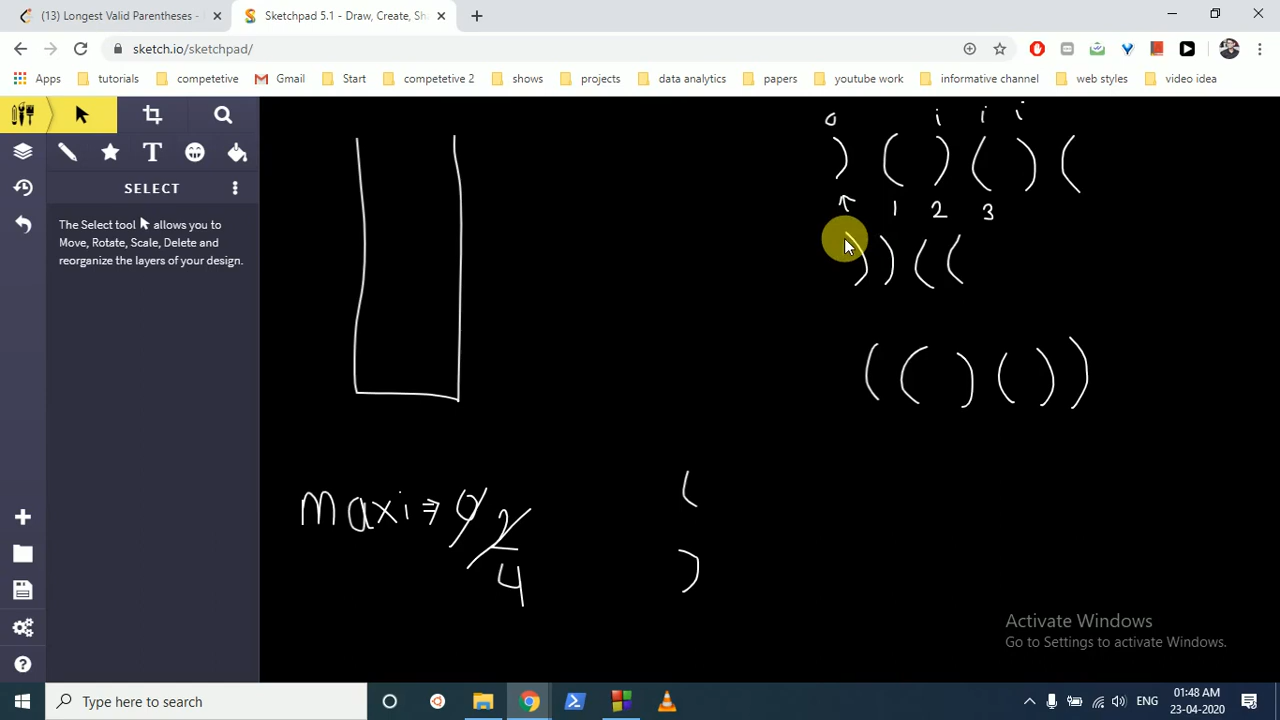 (13) Longest Valid Parentheses -
Sketchpad 5.1 - Draw, Create, Sh
sketch.io/sketchpad/
Apps tutorials competetive Gmail Start competetive 2 shows projects data analytics papers youtube work informative channel web styles video idea
SELECT
The Select tool allows you to
Move, Rotate, Scale, Delete and
reorganize the layers of your design.
0 i i i
) ( ) ( ) (
↑ 1 2 3
) ) ( (
( ( ) ( ) )
(
maxi ⇒ 0 2
4
)
Activate Windows
Go to Settings to activate Windows.
Type here to search
ENG
01:48 AM
23-04-2020